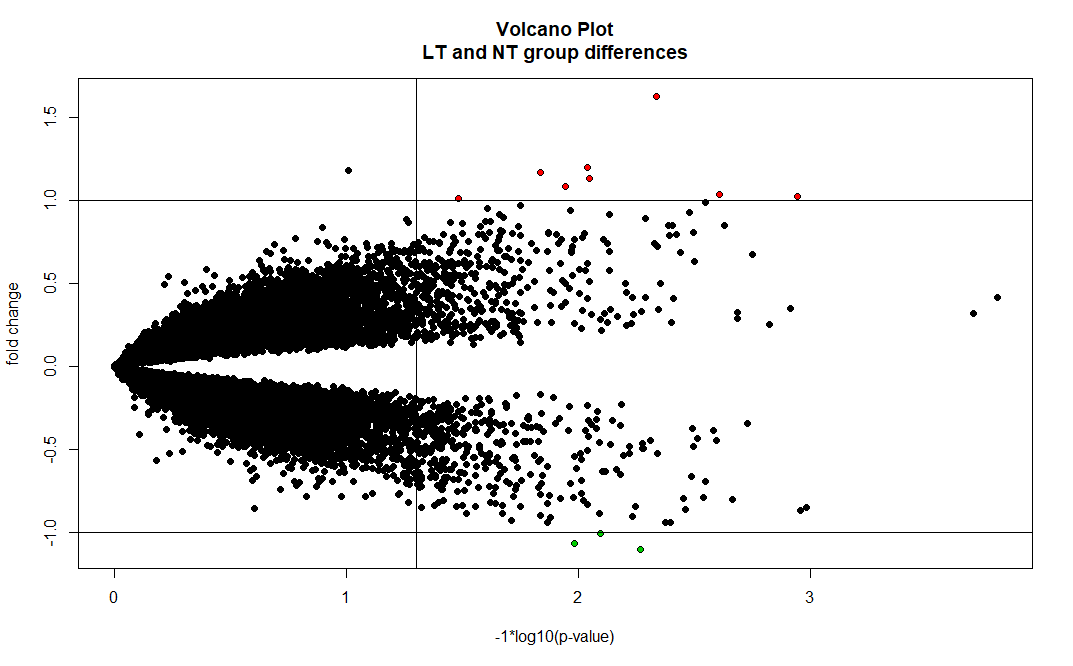 Volcano Plot
LT and NT group differences
fold change
1.5
1.0
0.5
0.0
-0.5
-1.0
0 1 2 3
-1*log10(p-value)